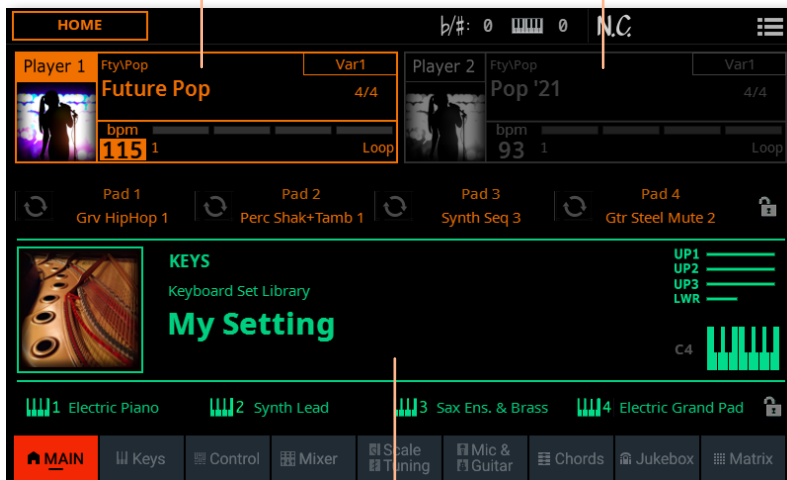 HOME
♭/#: 0 0 N.C.
Player 1 Fty\Pop Var1
Future Pop 4/4
bpm
115 1 Loop
Player 2 Fty\Pop Var1
Pop '21 4/4
bpm
93 1 Loop
Pad 1
Grv HipHop 1
Pad 2
Perc Shak+Tamb 1
Pad 3
Synth Seq 3
Pad 4
Gtr Steel Mute 2
KEYS
Keyboard Set Library
My Setting
UP1
UP2
UP3
LWR
C4
1 Electric Piano
2 Synth Lead
3 Sax Ens. & Brass
4 Electric Grand Pad
MAIN
Keys
Control
Mixer
Scale
Tuning
Mic &
Guitar
Chords
Jukebox
Matrix